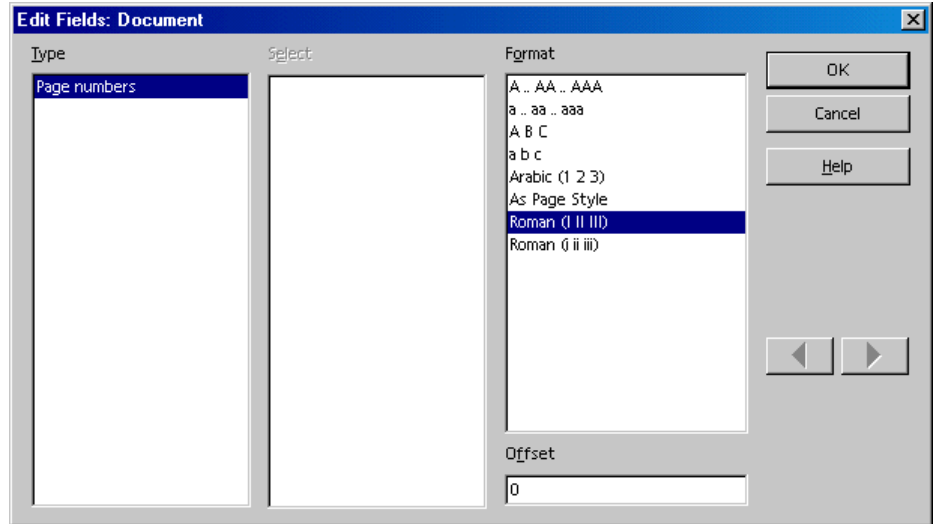 Edit Fields: Document
Type
Page numbers
Select
Format
A .. AA .. AAA
a .. aa .. aaa
A B C
a b c
Arabic (1 2 3)
As Page Style
Roman (I II III)
Roman (i ii iii)
Offset
0
OK
Cancel
Help